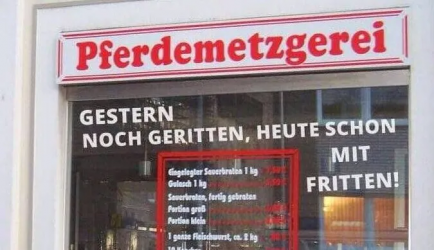 Pferdemetzgerei
GESTERN
NOCH GERITTEN, HEUTE SCHON
MIT
FRITTEN!
Eingelegter Sauerbraten 1 kg
Gulasch 1 kg
Sauerbraten, fertig gebraten
Portion groß
Portion klein
1 ganze Fleischwurst, ca. 2 kg